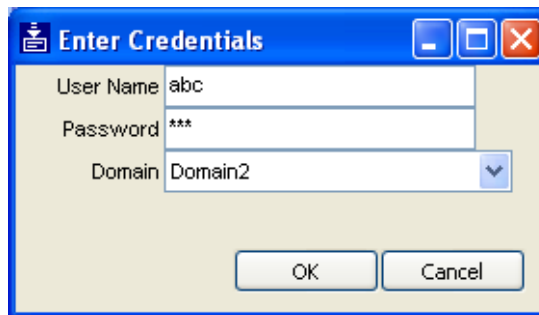 Enter Credentials
User Name abc
Password ***
Domain Domain2
OK Cancel